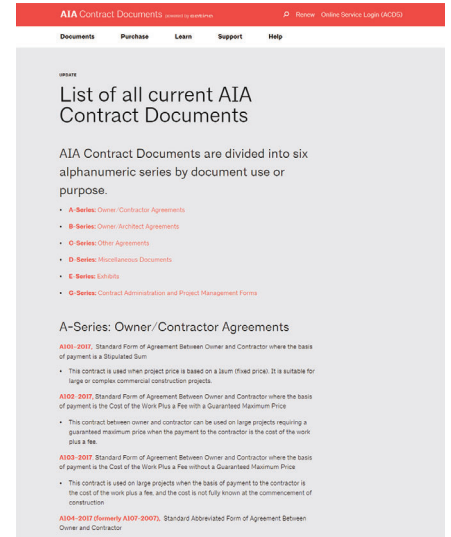 AIA Contract Documents
Renew Online Service Login (ACD5)
Documents Purchase Learn Support Help
UPDATE
List of all current AIA
Contract Documents
AIA Contract Documents are divided into six
alphanumeric series by document use or
purpose.
• A-Series: Owner/Contractor Agreements
• B-Series: Owner/Architect Agreements
• C-Series: Other Agreements
• D-Series: Miscellaneous Documents
• E-Series: Exhibits
• G-Series: Contract Administration and Project Management Forms
A-Series: Owner/Contractor Agreements
A101-2017, Standard Form of Agreement Between Owner and Contractor where the basis
of payment is a Stipulated Sum
• This contract is used when project price is based on a lsum (fixed price). It is suitable for
large or complex commercial construction projects.
A102-2017, Standard Form of Agreement Between Owner and Contractor where the basis
of payment is the Cost of the Work Plus a Fee with a Guaranteed Maximum Price
• This contract between owner and contractor can be used on large projects requiring a
guaranteed maximum price when the payment to the contractor is the cost of the work
plus a fee.
A103-2017, Standard Form of Agreement Between Owner and Contractor where the basis
of payment is the Cost of the Work Plus a Fee without a Guaranteed Maximum Price
• This contract is used on large projects when the basis of payment to the contractor is
the cost of the work plus a fee, and the cost is not fully known at the commencement of
construction
A104-2017 (formerly A107-2007), Standard Abbreviated Form of Agreement Between
Owner and Contractor